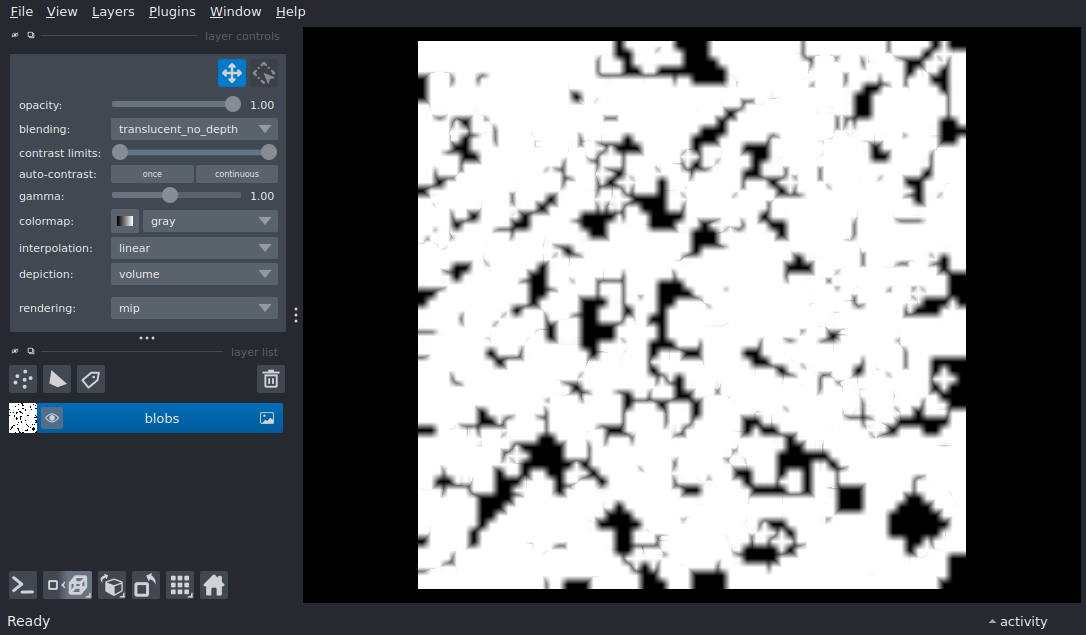 File View Layers Plugins Window Help
layer controls
opacity: 1.00
blending: translucent_no_depth
contrast limits:
auto-contrast: once continuous
gamma: 1.00
colormap: gray
interpolation: linear
depiction: volume
rendering: mip
layer list
blobs
Ready activity